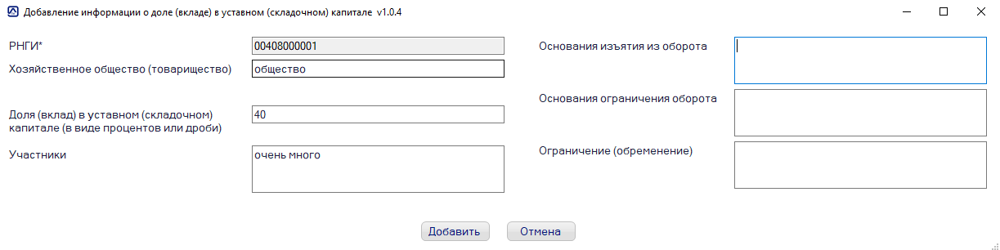 Добавление информации о доле (вкладе) в уставном (складочном) капитале v1.0.4
РНГИ*
00408000001
Хозяйственное общество (товарищество)
общество
Доля (вклад) в уставном (складочном)
капитале (в виде процентов или дроби)
40
Участники
очень много
Основания изъятия из оборота
Основания ограничения оборота
Ограничение (обременение)
Добавить
Отмена